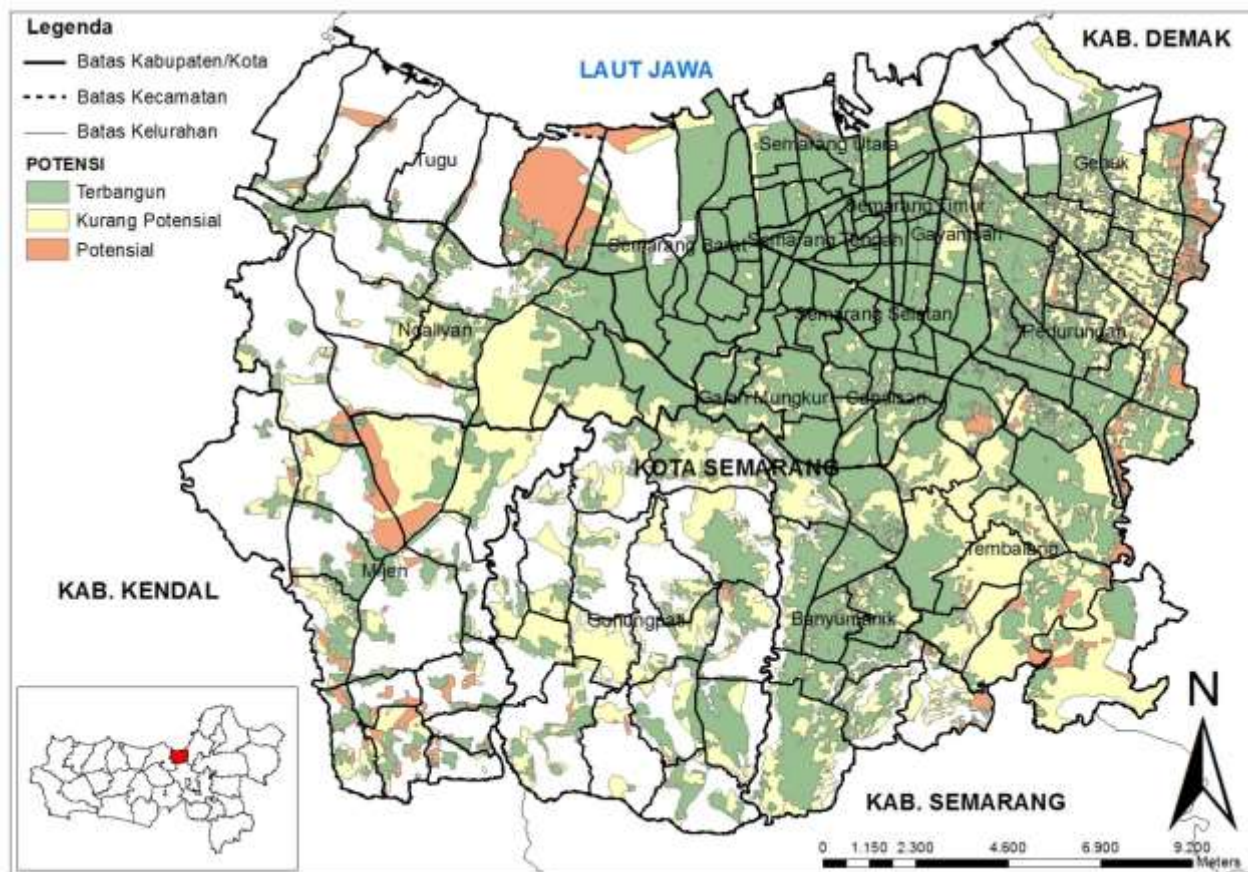 Legenda
Batas Kabupaten/Kota
Batas Kecamatan
Batas Kelurahan
POTENSI
Terbangun
Kurang Potensial
Potensial
LAUT JAWA
KAB. DEMAK
Tugu
Semarang Utara
Genuk
Semarang Timur
Semarang Barat
Semarang Tengah
Gayamsari
Ngaliyan
Semarang Selatan
Pedurungan
Gajah Mungkur
Candisari
KOTA SEMARANG
Tembalang
Mijen
KAB. KENDAL
Gunungpati
Banyumanik
KAB. SEMARANG
N
0 1.150 2.300 4.600 6.900 9.200
Meters